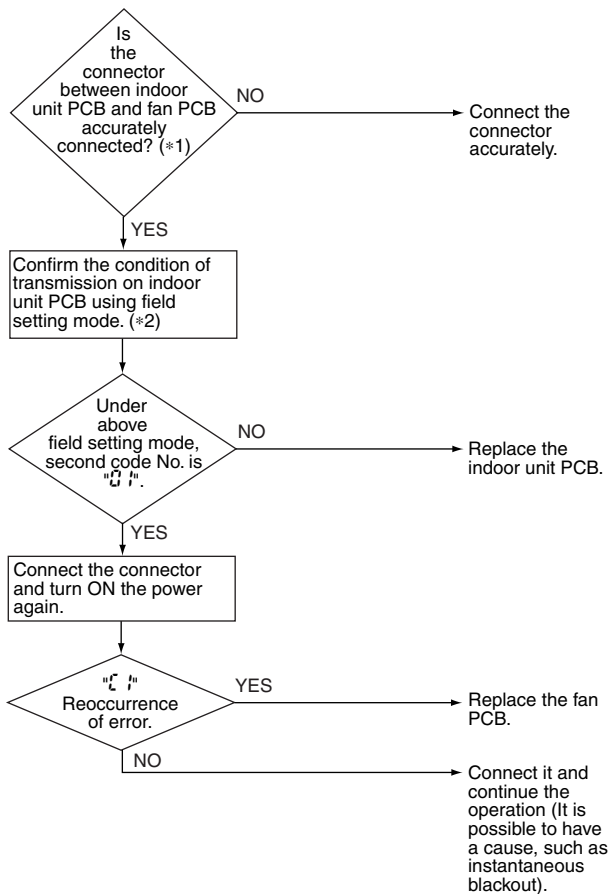 Is
the
connector
between indoor
unit PCB and fan PCB
accurately
connected? (*1)
NO
Connect the
connector
accurately.
YES
Confirm the condition of
transmission on indoor
unit PCB using field
setting mode. (*2)
Under
above
field setting mode,
second code No. is
"01".
NO
Replace the
indoor unit PCB.
YES
Connect the connector
and turn ON the power
again.
"C1"
Reoccurrence
of error.
YES
Replace the fan
PCB.
NO
Connect it and
continue the
operation (It is
possible to have
a cause, such as
instantaneous
blackout).